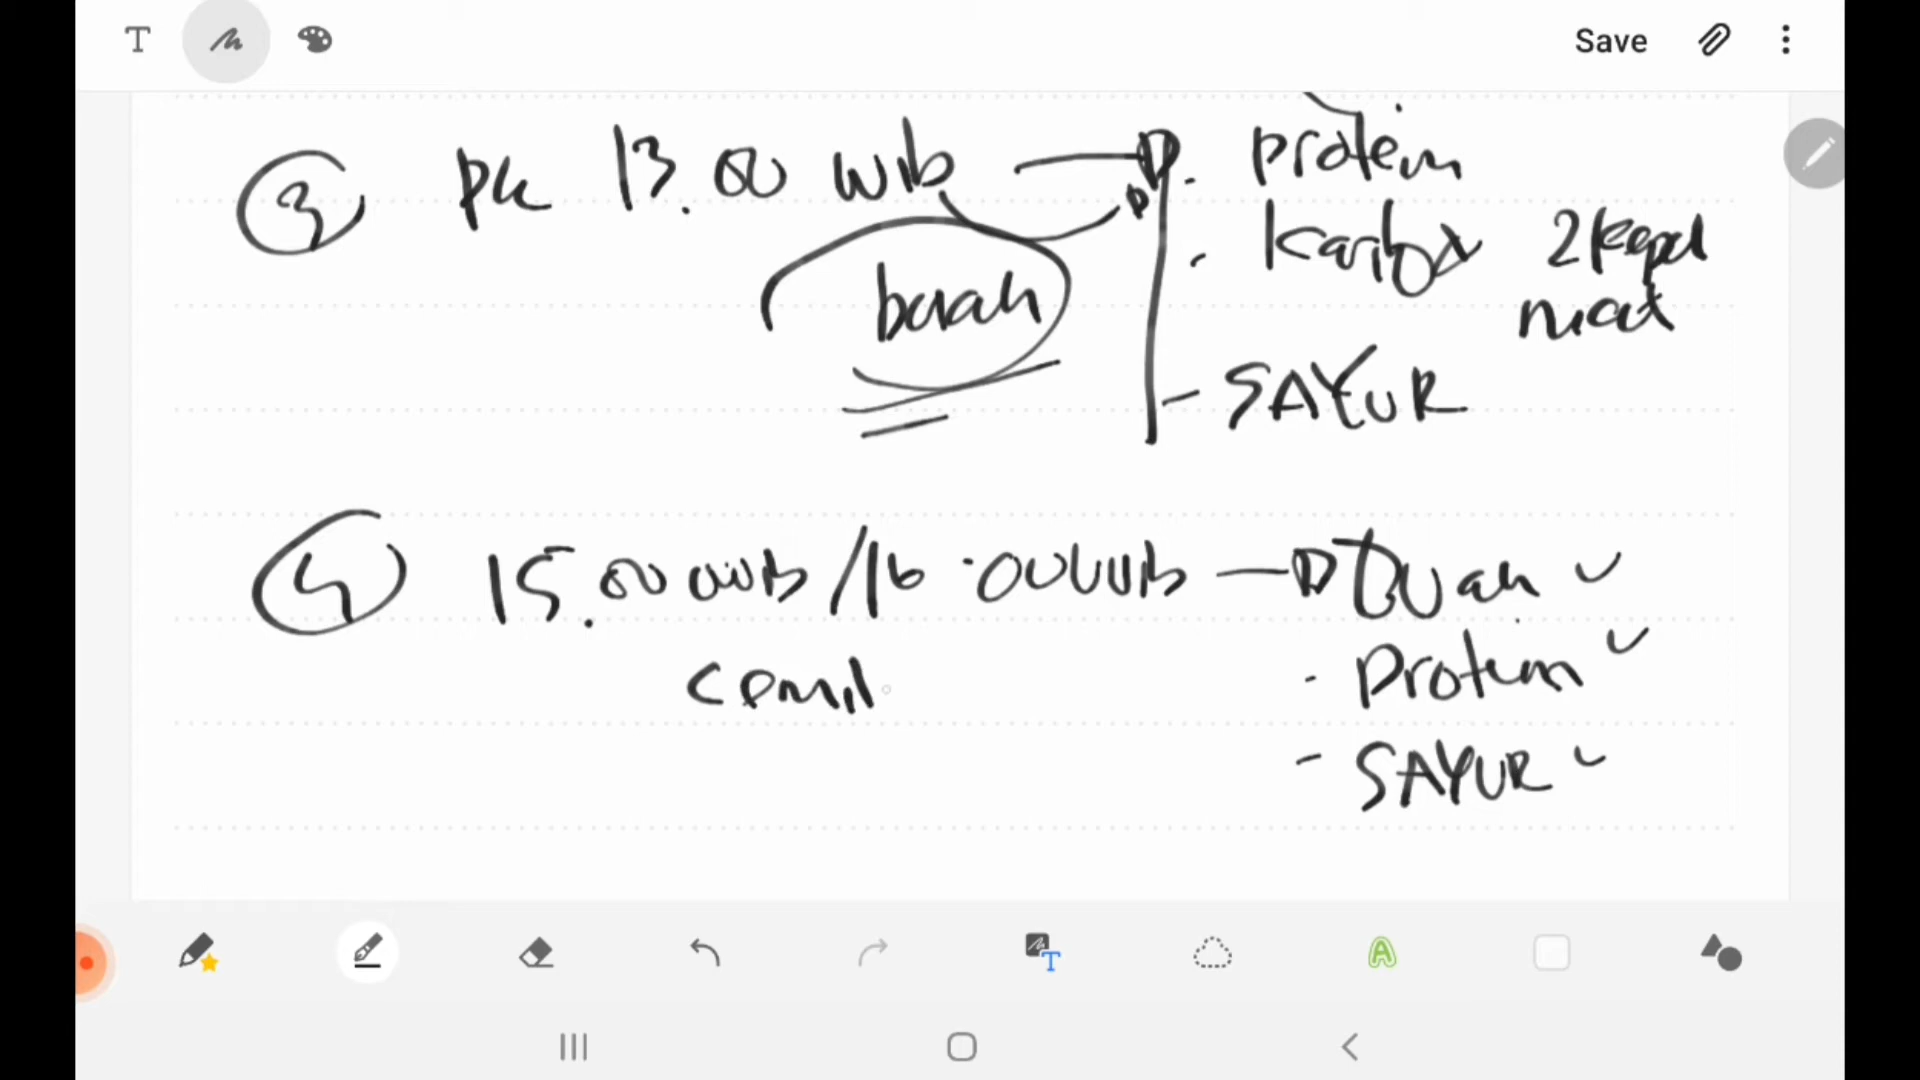 T Save
3 pk 13.00 wib protein
karbo 2 kepal
buah
SAYUR
4 15.00 wib / 16.00 wib Buah
Protein
cemil
SAYUR
T
A